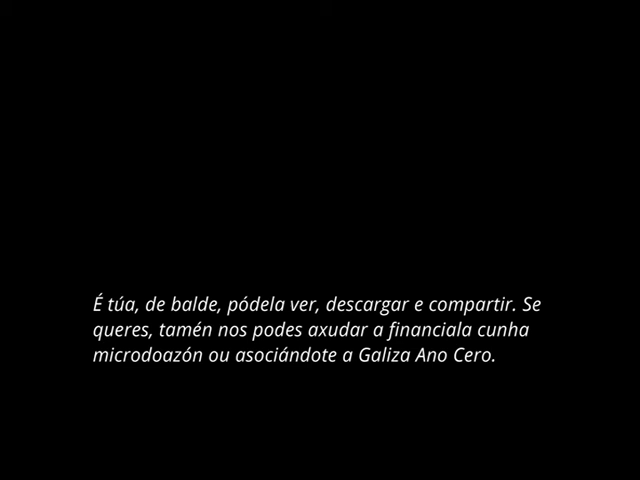 É túa, de balde, pódela ver, descargar e compartir. Se
queres, tamén nos podes axudar a financiala cunha
microdoazón ou asociándote a Galiza Ano Cero.